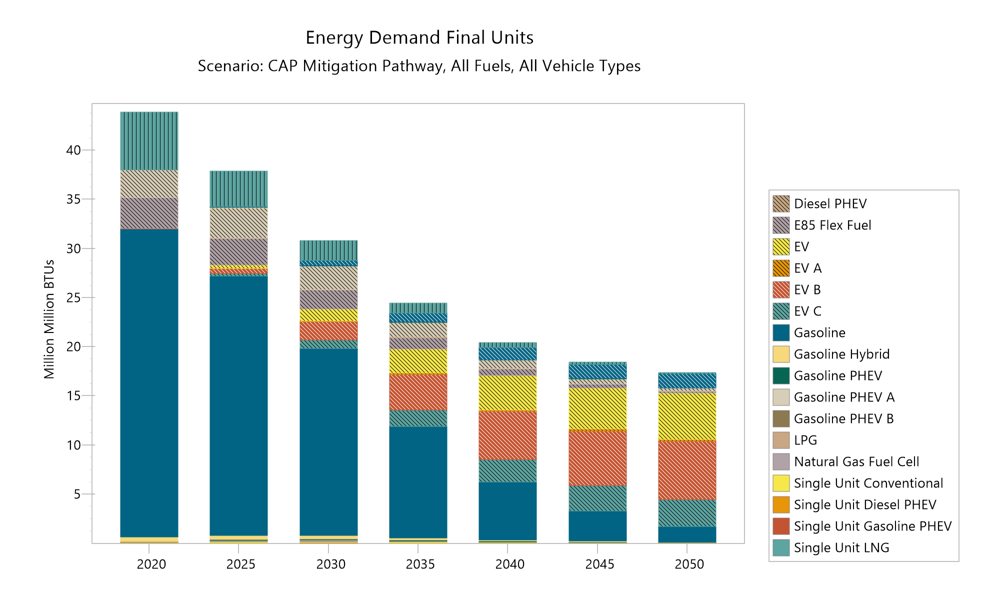 Energy Demand Final Units
Scenario: CAP Mitigation Pathway, All Fuels, All Vehicle Types
Million Million BTUs
40
35
30
25
20
15
10
5
2020
2025
2030
2035
2040
2045
2050
Diesel PHEV
E85 Flex Fuel
EV
EV A
EV B
EV C
Gasoline
Gasoline Hybrid
Gasoline PHEV
Gasoline PHEV A
Gasoline PHEV B
LPG
Natural Gas Fuel Cell
Single Unit Conventional
Single Unit Diesel PHEV
Single Unit Gasoline PHEV
Single Unit LNG